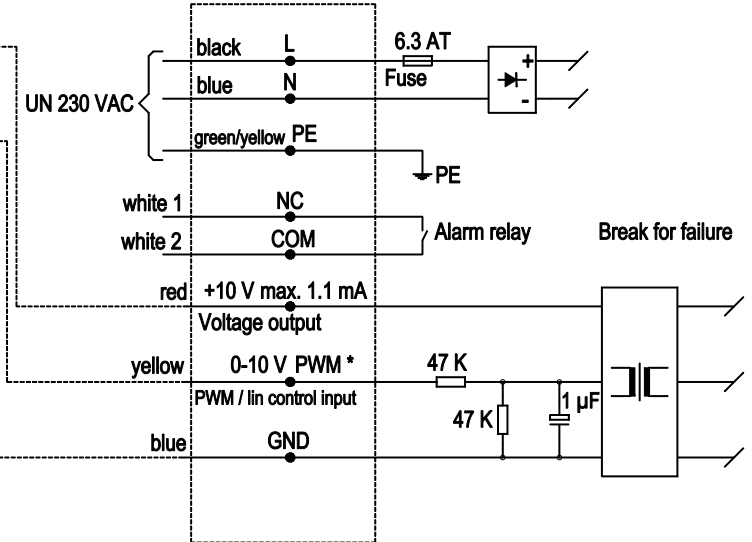 black L 6.3 AT
Fuse
+
-
blue N
UN 230 VAC
green/yellow PE
PE
white 1 NC
white 2 COM
Alarm relay Break for failure
red +10 V max. 1.1 mA
Voltage output
yellow 0-10 V PWM *
PWM / lin control input
47 K
47 K
1 µF
blue GND